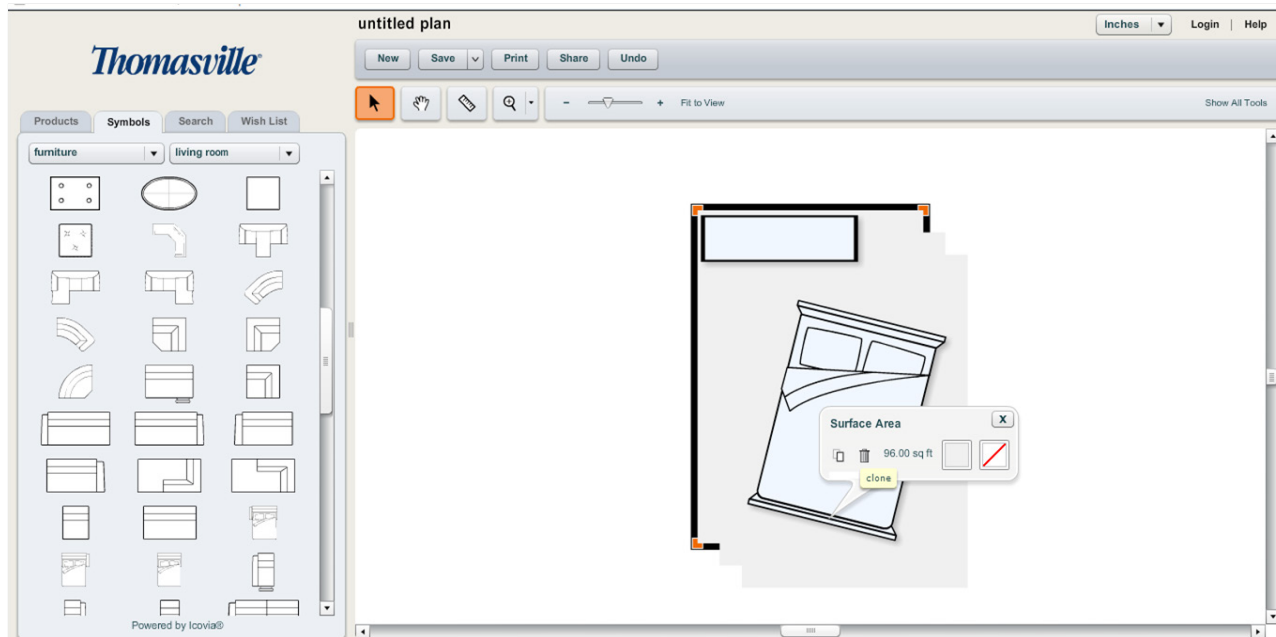 untitled plan
Inches
Login | Help
Thomasville®
New
Save
Print
Share
Undo
- + Fit to View
Show All Tools
Products
Symbols
Search
Wish List
furniture
living room
Surface Area
X
96.00 sq ft
clone
Powered by Icovia®